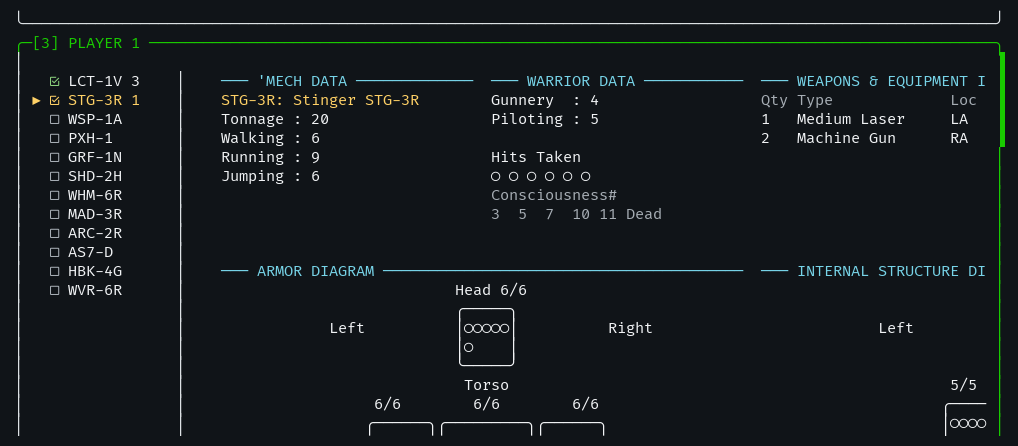 [3] PLAYER 1
LCT-1V 3 'MECH DATA WARRIOR DATA WEAPONS & EQUIPMENT I
STG-3R 1 STG-3R: Stinger STG-3R Gunnery : 4 Qty Type Loc
WSP-1A Tonnage : 20 Piloting : 5 1 Medium Laser LA
PXH-1 Walking : 6 2 Machine Gun RA
GRF-1N Running : 9 Hits Taken
SHD-2H Jumping : 6
WHM-6R Consciousness#
MAD-3R 3 5 7 10 11 Dead
ARC-2R
AS7-D
HBK-4G ARMOR DIAGRAM INTERNAL STRUCTURE DI
WVR-6R Head 6/6
Left Right Left
Torso 5/5
6/6 6/6 6/6